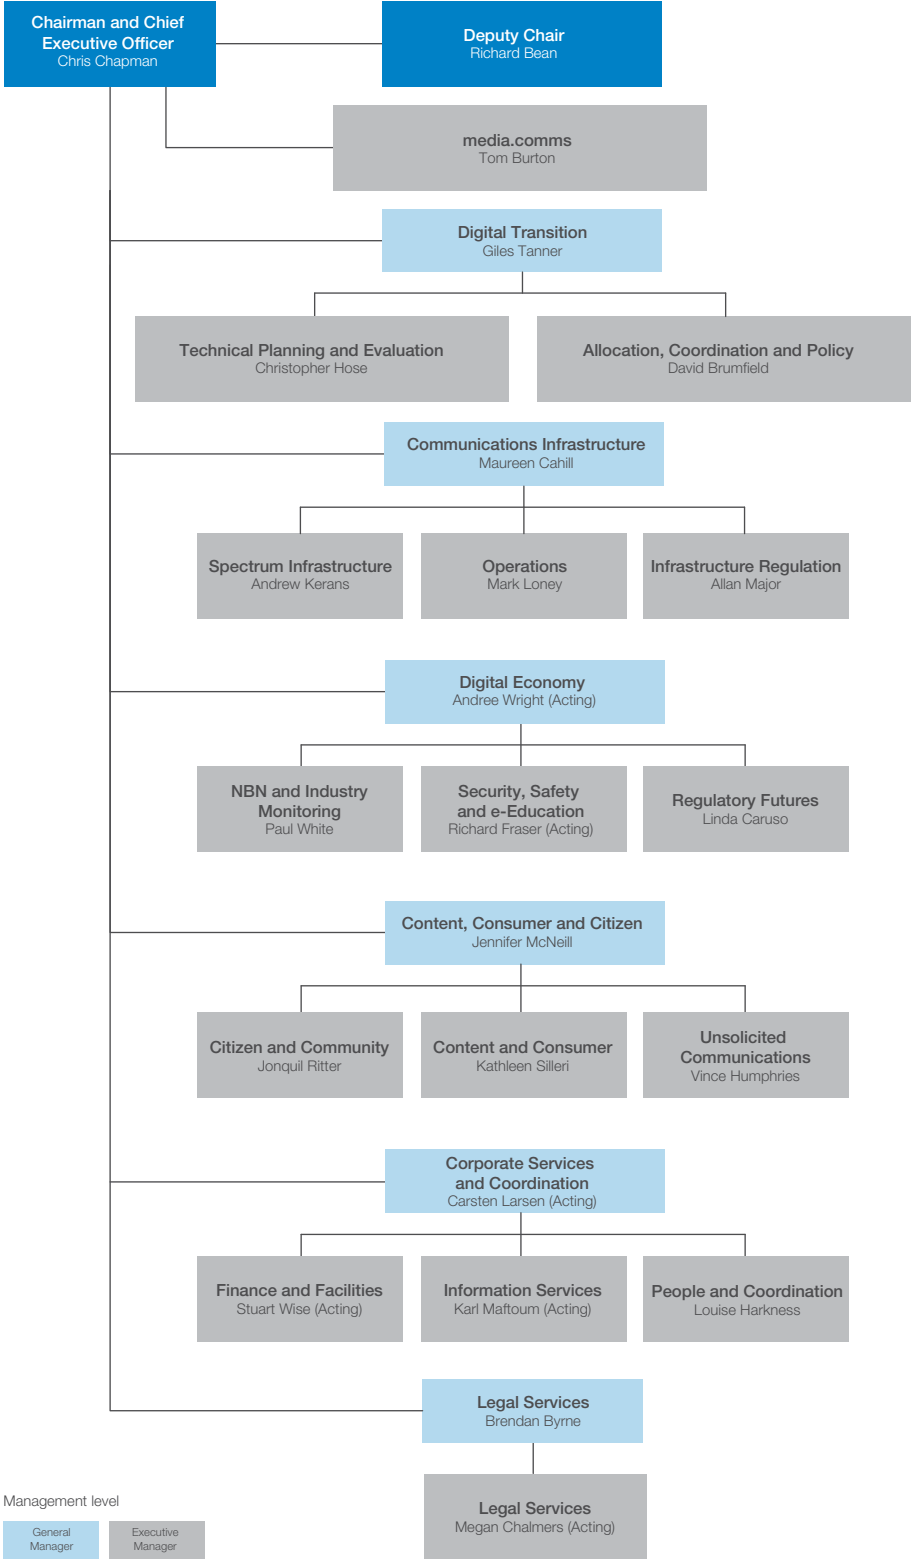 Chairman and Chief
Executive Officer
Chris Chapman
Deputy Chair
Richard Bean
media.comms
Tom Burton
Digital Transition
Giles Tanner
Technical Planning and Evaluation
Christopher Hose
Allocation, Coordination and Policy
David Brumfield
Communications Infrastructure
Maureen Cahill
Spectrum Infrastructure
Andrew Kerans
Operations
Mark Loney
Infrastructure Regulation
Allan Major
Digital Economy
Andree Wright (Acting)
NBN and Industry
Monitoring
Paul White
Security, Safety
and e-Education
Richard Fraser (Acting)
Regulatory Futures
Linda Caruso
Content, Consumer and Citizen
Jennifer McNeill
Citizen and Community
Jonquil Ritter
Content and Consumer
Kathleen Silleri
Unsolicited
Communications
Vince Humphries
Corporate Services
and Coordination
Carsten Larsen (Acting)
Finance and Facilities
Stuart Wise (Acting)
Information Services
Karl Maftoum (Acting)
People and Coordination
Louise Harkness
Legal Services
Brendan Byrne
Legal Services
Megan Chalmers (Acting)
Management level
General
Manager
Executive
Manager